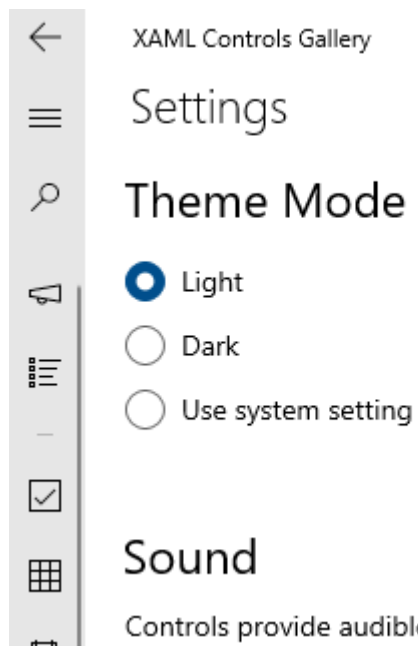 XAML Controls Gallery
Settings
Theme Mode
Light
Dark
Use system setting
Sound
Controls provide audible